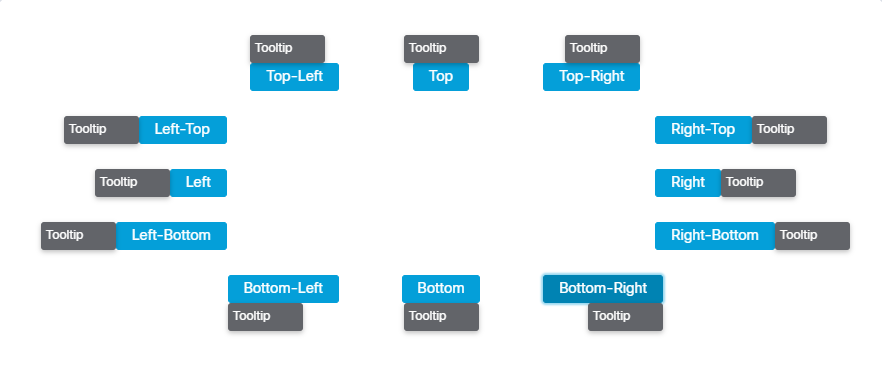 Tooltip Tooltip Tooltip
Top-Left Top Top-Right
Tooltip Left-Top Right-Top Tooltip
Tooltip Left Right Tooltip
Tooltip Left-Bottom Right-Bottom Tooltip
Bottom-Left Bottom Bottom-Right
Tooltip Tooltip Tooltip